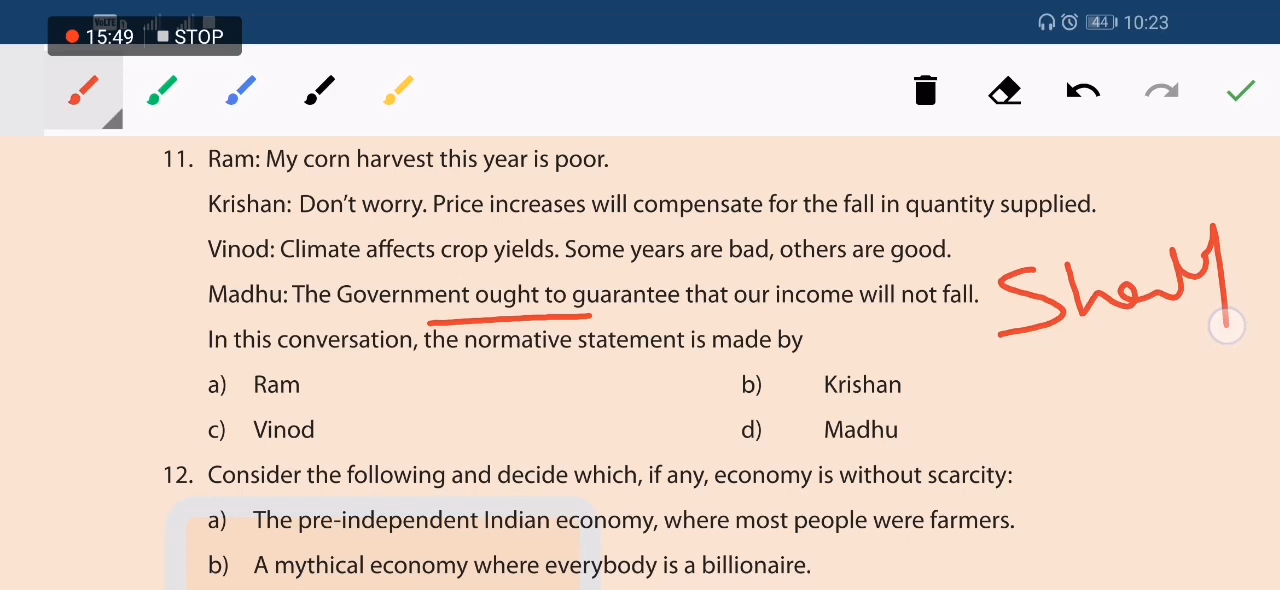 VoLTE 1
15:49 STOP 44 10:23
11. Ram: My corn harvest this year is poor.
Krishan: Don't worry. Price increases will compensate for the fall in quantity supplied.
Vinod: Climate affects crop yields. Some years are bad, others are good.
Madhu: The Government ought to guarantee that our income will not fall.
In this conversation, the normative statement is made by
a) Ram b) Krishan
c) Vinod d) Madhu
12. Consider the following and decide which, if any, economy is without scarcity:
a) The pre-independent Indian economy, where most people were farmers.
b) A mythical economy where everybody is a billionaire.